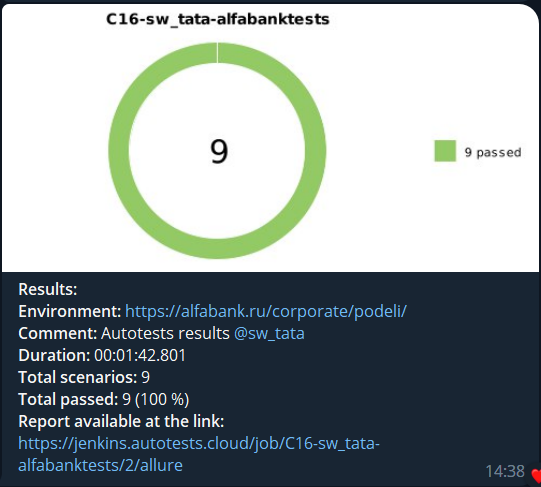 C16-sw_tata-alfabanktests
9
9 passed
Results:
Environment: https://alfabank.ru/corporate/podeli/
Comment: Autotests results @sw_tata
Duration: 00:01:42.801
Total scenarios: 9
Total passed: 9 (100 %)
Report available at the link:
https://jenkins.autotests.cloud/job/C16-sw_tata-
alfabanktests/2/allure
14:38